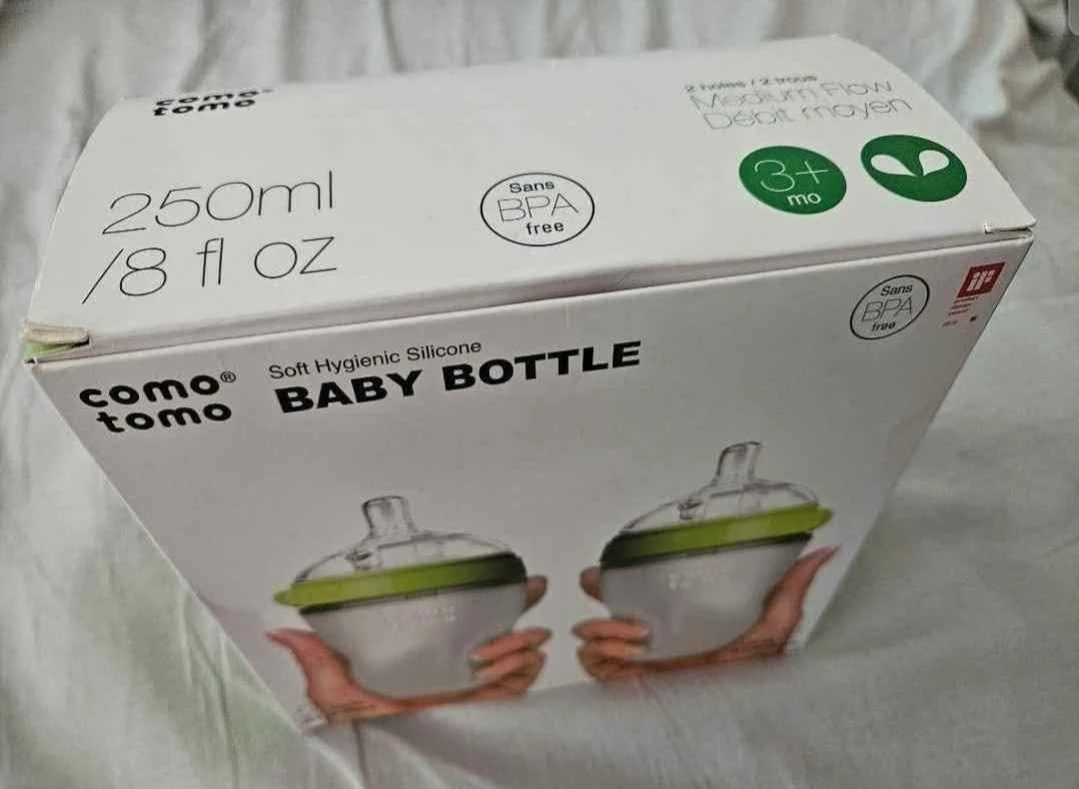 como
tomo
2 holes / 2 trous
Medium Flow
Débit moyen
250ml
/8 fl oz
Sans
BPA
free
3+
mo
como®
tomo
Soft Hygienic Silicone
BABY BOTTLE
Sans
BPA
free